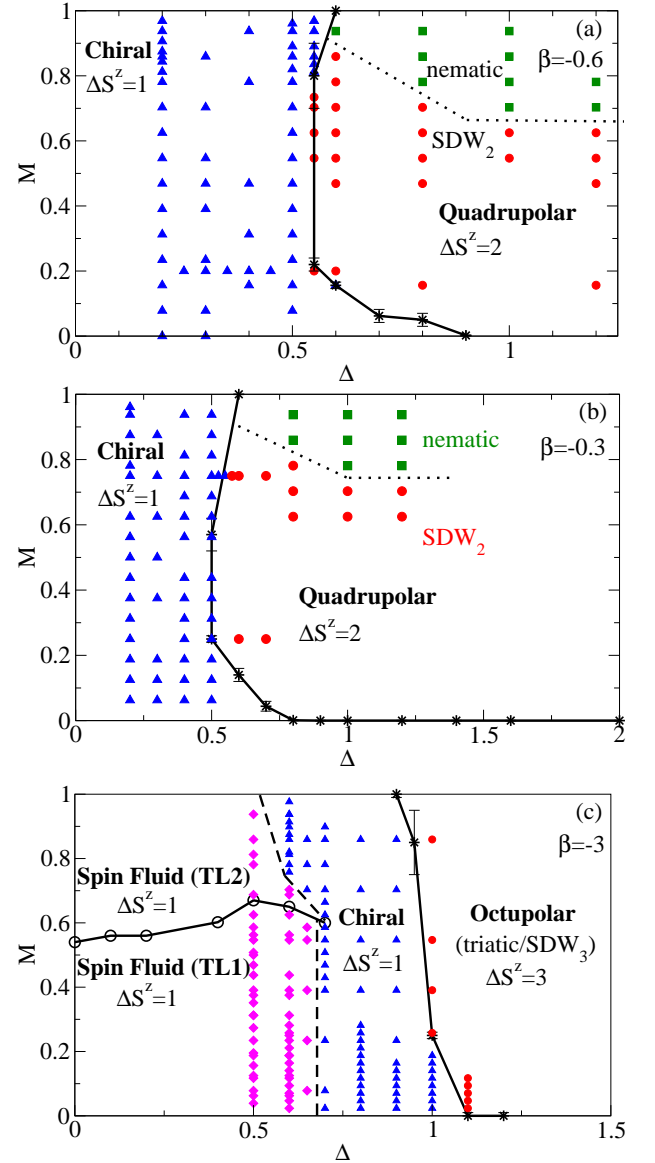 1
(a)
Chiral
ΔS^z=1
nematic
β=-0.6
0.8
0.6
SDW_2
M
0.4
Quadrupolar
ΔS^z=2
0.2
0
0 0.5 1
Δ
1
(b)
Chiral
ΔS^z=1
nematic
β=-0.3
0.8
0.6
SDW_2
M
0.4
Quadrupolar
ΔS^z=2
0.2
0
0 0.5 1 1.5 2
Δ
1
(c)
β=-3
0.8
Spin Fluid (TL2)
ΔS^z=1
0.6
Chiral
Octupolar
M
Spin Fluid (TL1)
ΔS^z=1
ΔS^z=1
(triatic/SDW_3)
ΔS^z=3
0.4
0.2
0
0 0.5 1 1.5
Δ